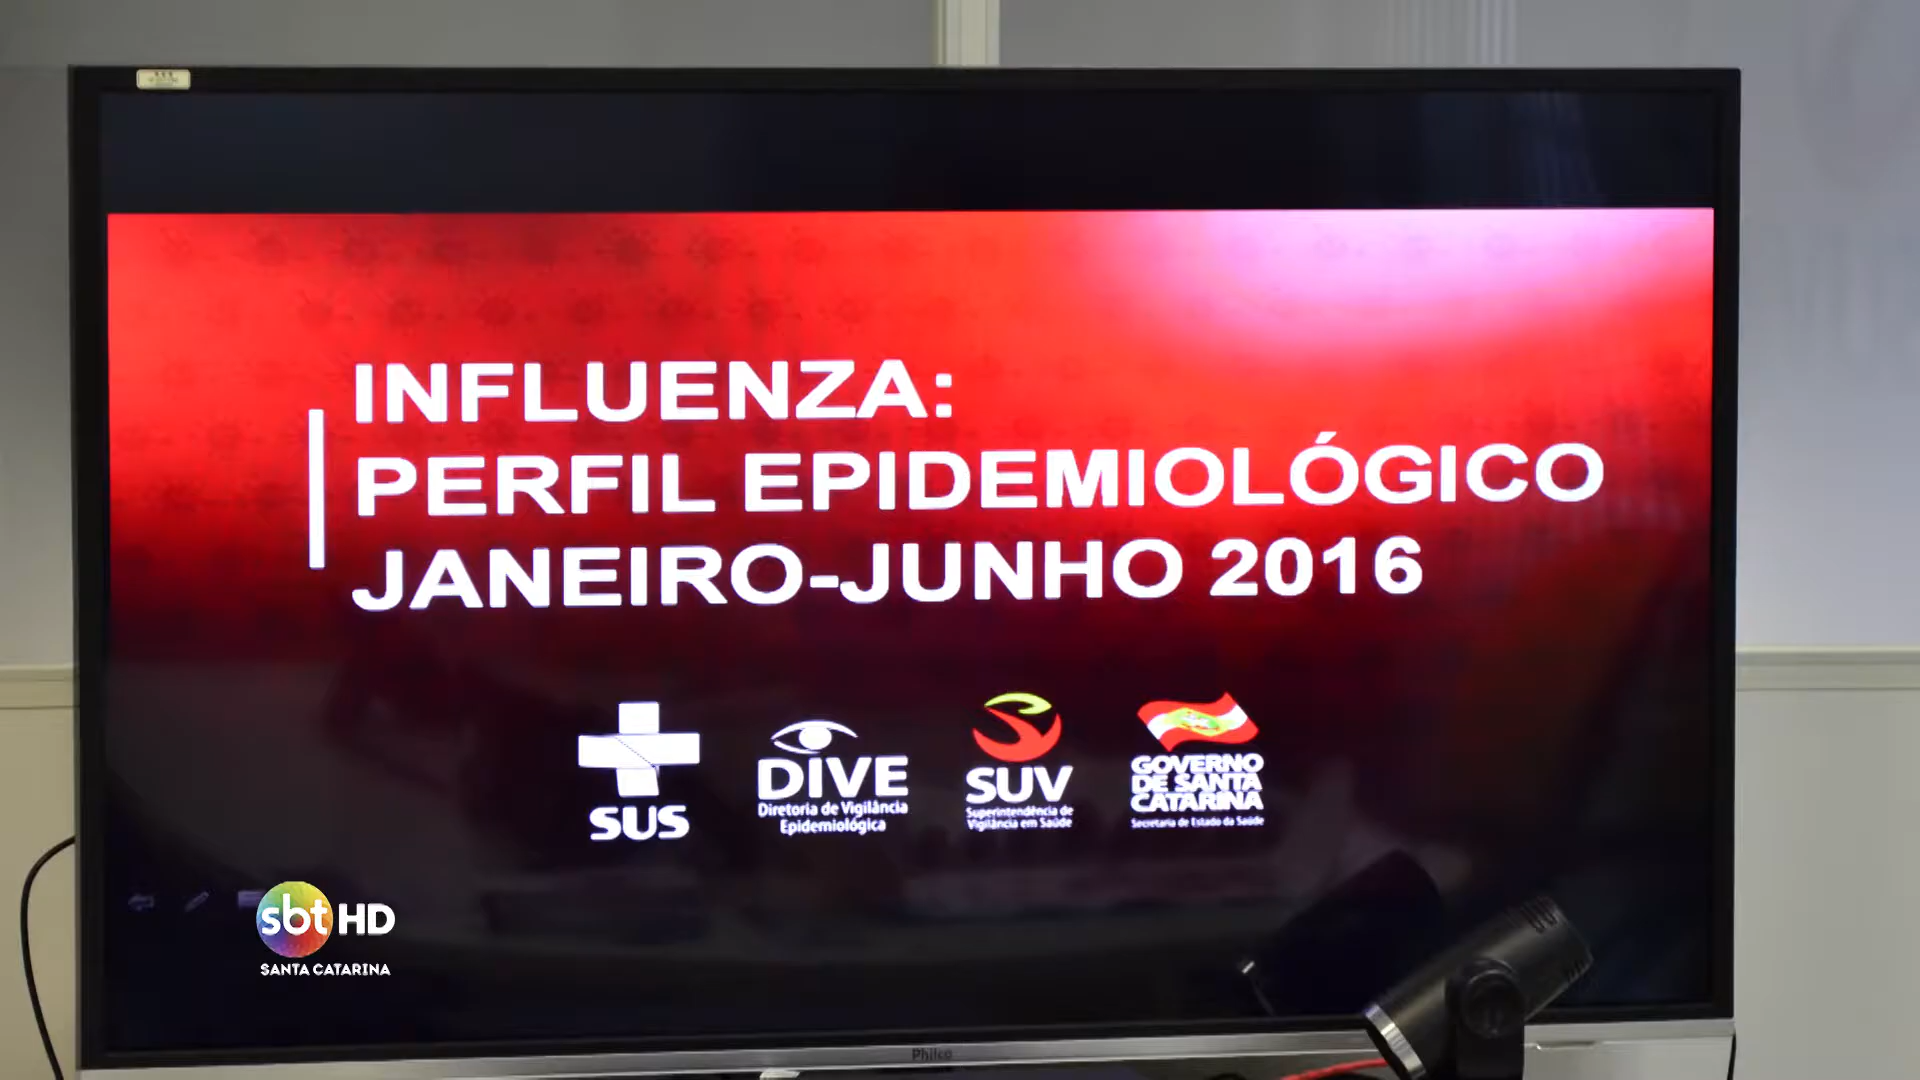 INFLUENZA:
PERFIL EPIDEMIOLÓGICO
JANEIRO-JUNHO 2016
SUS
DIVE
Diretoria de Vigilância
Epidemiológica
SUV
Superintendência de
Vigilância em Saúde
GOVERNO
DE SANTA
CATARINA
Secretaria de Estado da Saúde
sbt HD
SANTA CATARINA
Philco